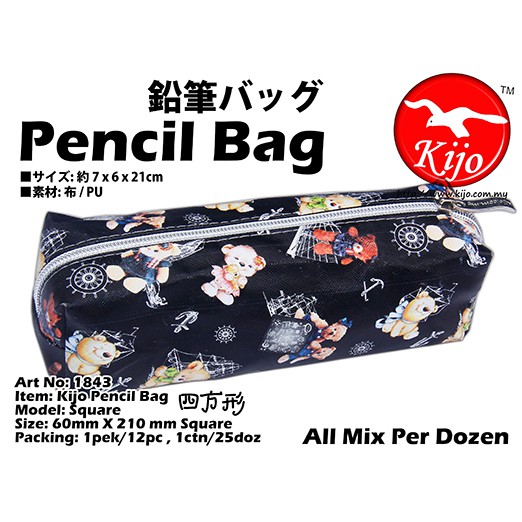 鉛筆バッグ
Pencil Bag
■サイズ: 約 7 x 6 x 21cm
■素材: 布 / PU
TM
Kijo
www.kijo.com.my
Art No: 1843
Item: Kijo Pencil Bag
Model: Square 四方形
Size: 60mm X 210 mm Square
Packing: 1pek/12pc , 1ctn/25doz
All Mix Per Dozen